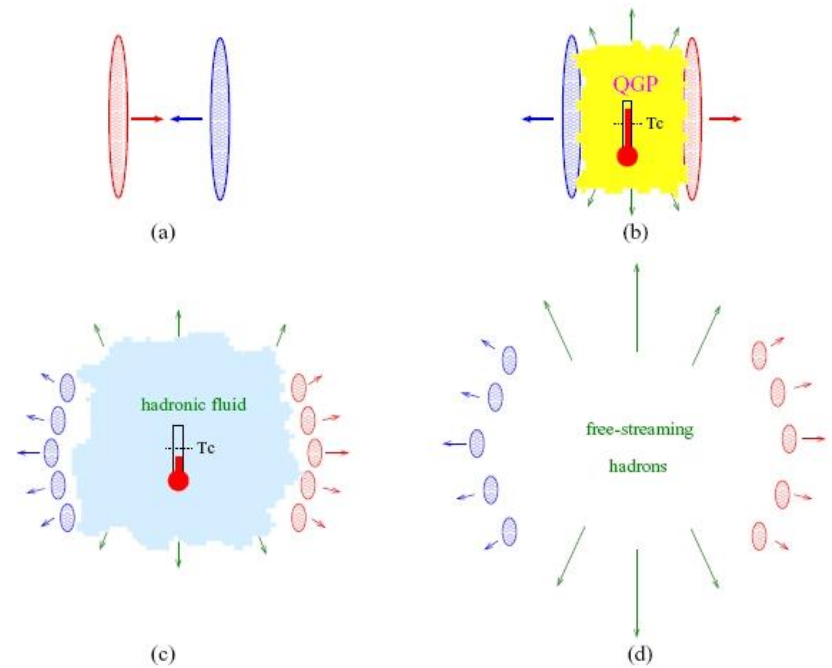 (a)
QGP
Tc
(b)
hadronic fluid
Tc
(c)
free-streaming
hadrons
(d)